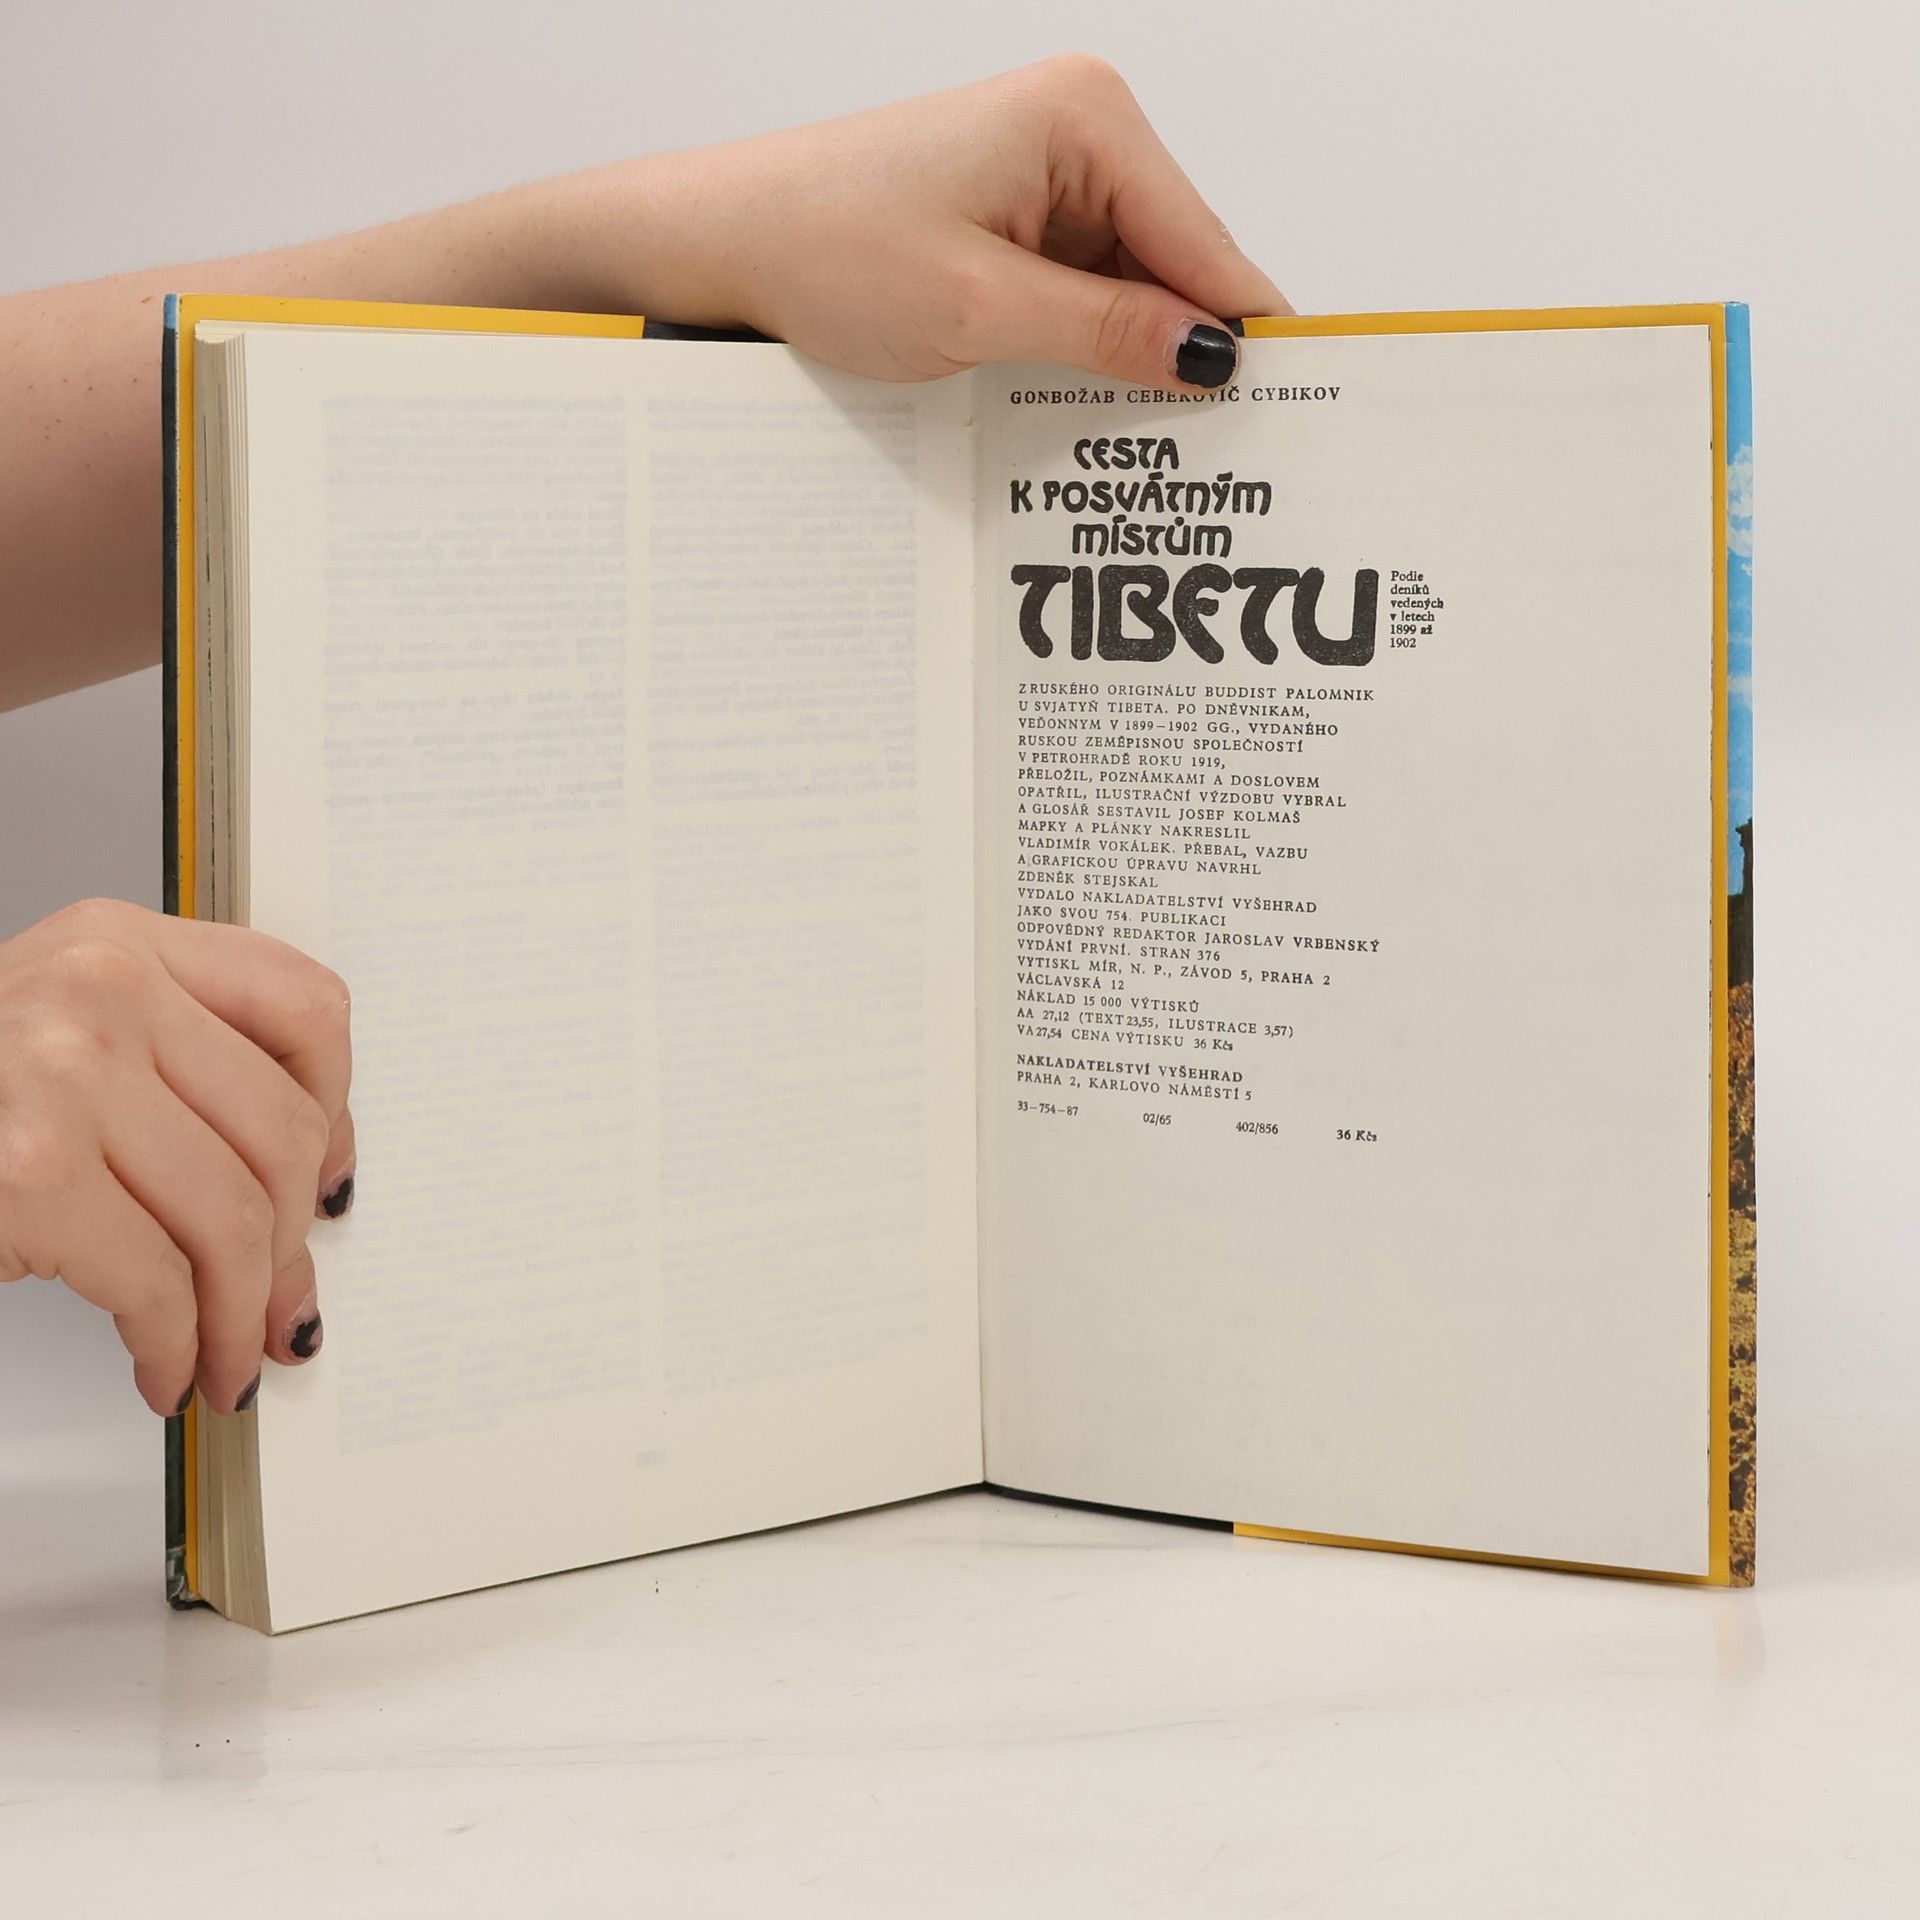 GONBOŽAB CEBEKOVIČ CYBIKOV
CESTA
K POSVÁTNÝM
MÍSTŮM
TIBETU
Podle
deníků
vedených
v letech
1899 až
1902
Z RUSKÉHO ORIGINÁLU BUDDIST PALOMNIK
U SVJATYŇ TIBETA. PO DNĚVNIKAM,
VEĎONNYM V 1899–1902 GG., VYDANÉHO
RUSKOU ZEMĚPISNOU SPOLEČNOSTÍ
V PETROHRADĚ ROKU 1919,
PŘELOŽIL, POZNÁMKAMI A DOSLOVEM
OPATŘIL, ILUSTRAČNÍ VÝZDOBU VYBRAL
A GLOSÁŘ SESTAVIL JOSEF KOLMAŠ
MAPKY A PLÁNKY NAKRESLIL
VLADIMÍR VOKÁLEK. PŘEBAL, VAZBU
A GRAFICKOU ÚPRAVU NAVRHL
ZDENĚK STEJSKAL
VYDALO NAKLADATELSTVÍ VYŠEHRAD
JAKO SVOU 754. PUBLIKACI
ODPOVĚDNÝ REDAKTOR JAROSLAV VRBENSKÝ
VYDÁNÍ PRVNÍ. STRAN 376
VYTISKL MÍR, N. P., ZÁVOD 5, PRAHA 2
VÁCLAVSKÁ 12
NÁKLAD 15 000 VÝTISKŮ
AA 27,12 (TEXT 23,55, ILUSTRACE 3,57)
VA 27,54 CENA VÝTISKU 36 Kčs
NAKLADATELSTVÍ VYŠEHRAD
PRAHA 2, KARLOVO NÁMĚSTÍ 5
33–754–87 02/65 402/856 36 Kčs